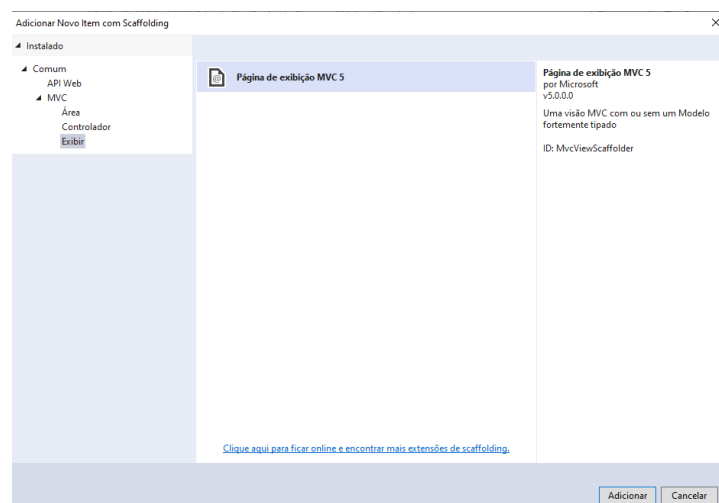 Adicionar Novo Item com Scaffolding
Instalado
Comum
API Web
MVC
Área
Controlador
Exibir
Página de exibição MVC 5
Página de exibição MVC 5
por Microsoft
v5.0.0.0
Uma visão MVC com ou sem um Modelo
fortemente tipado
ID: MvcViewScaffolder
Clique aqui para ficar online e encontrar mais extensões de scaffolding.
Adicionar
Cancelar